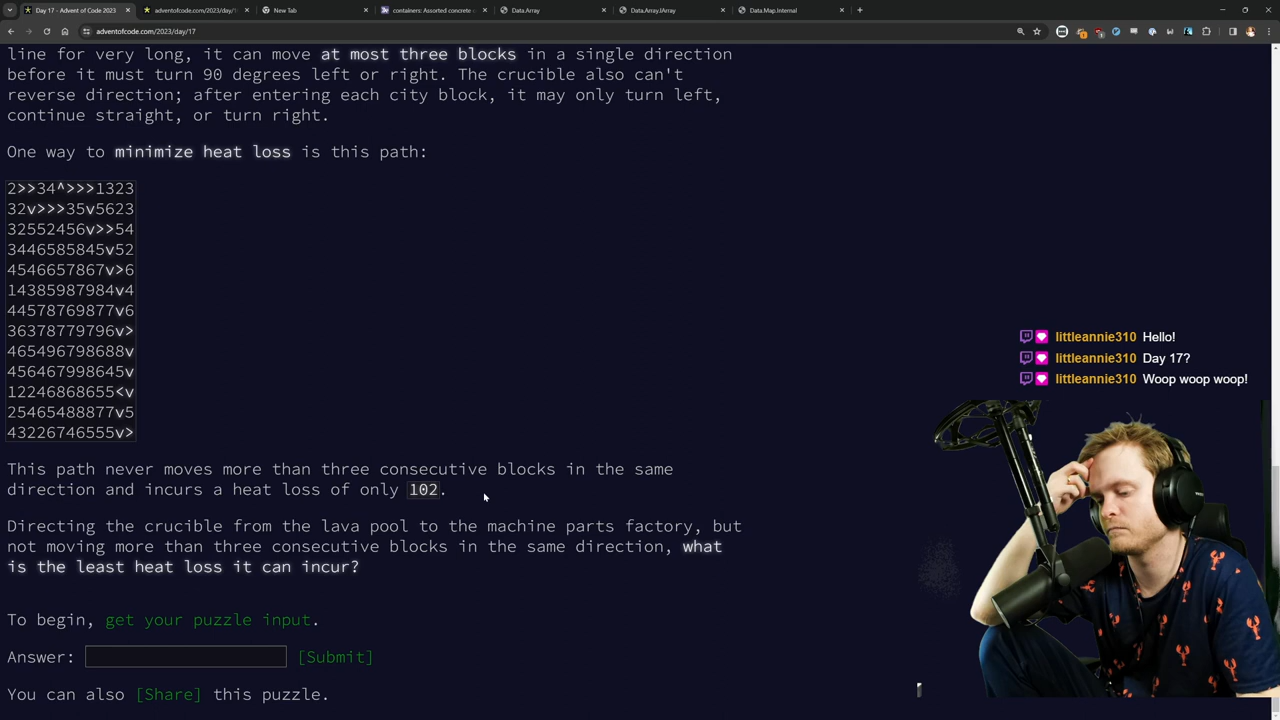 Day 17 - Advent of Code 2023
adventofcode.com/2023/day/1
New Tab
containers: Assorted concrete
Data.Array
Data.Array.IArray
Data.Map.Internal
adventofcode.com/2023/day/17
line for very long, it can move at most three blocks in a single direction
before it must turn 90 degrees left or right. The crucible also can't
reverse direction; after entering each city block, it may only turn left,
continue straight, or turn right.
One way to minimize heat loss is this path:
2>>34^>>>1323
32v>>>35v5623
32552456v>>54
3446585845v52
4546657867v>6
14385987984v4
44578769877v6
36378779796v>
465496798688v
456467998645v
12246868655<v
25465488877v5
43226746555v>
This path never moves more than three consecutive blocks in the same
direction and incurs a heat loss of only 102.
Directing the crucible from the lava pool to the machine parts factory, but
not moving more than three consecutive blocks in the same direction, what
is the least heat loss it can incur?
To begin, get your puzzle input.
Answer: [Submit]
You can also [Share] this puzzle.
littleannie310 Hello!
littleannie310 Day 17?
littleannie310 Woop woop woop!